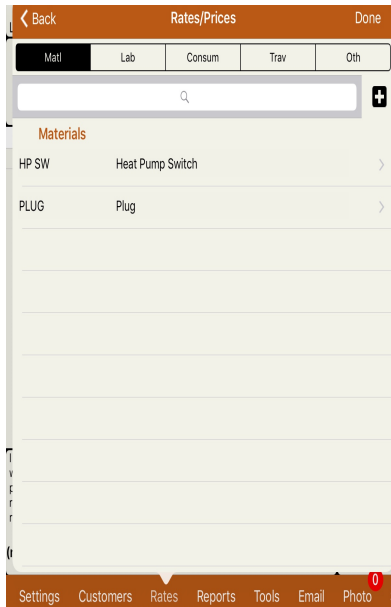 Back Rates/Prices Done
Matl Lab Consum Trav Oth
Materials
HP SW Heat Pump Switch
PLUG Plug
0
Settings Customers Rates Reports Tools Email Photo